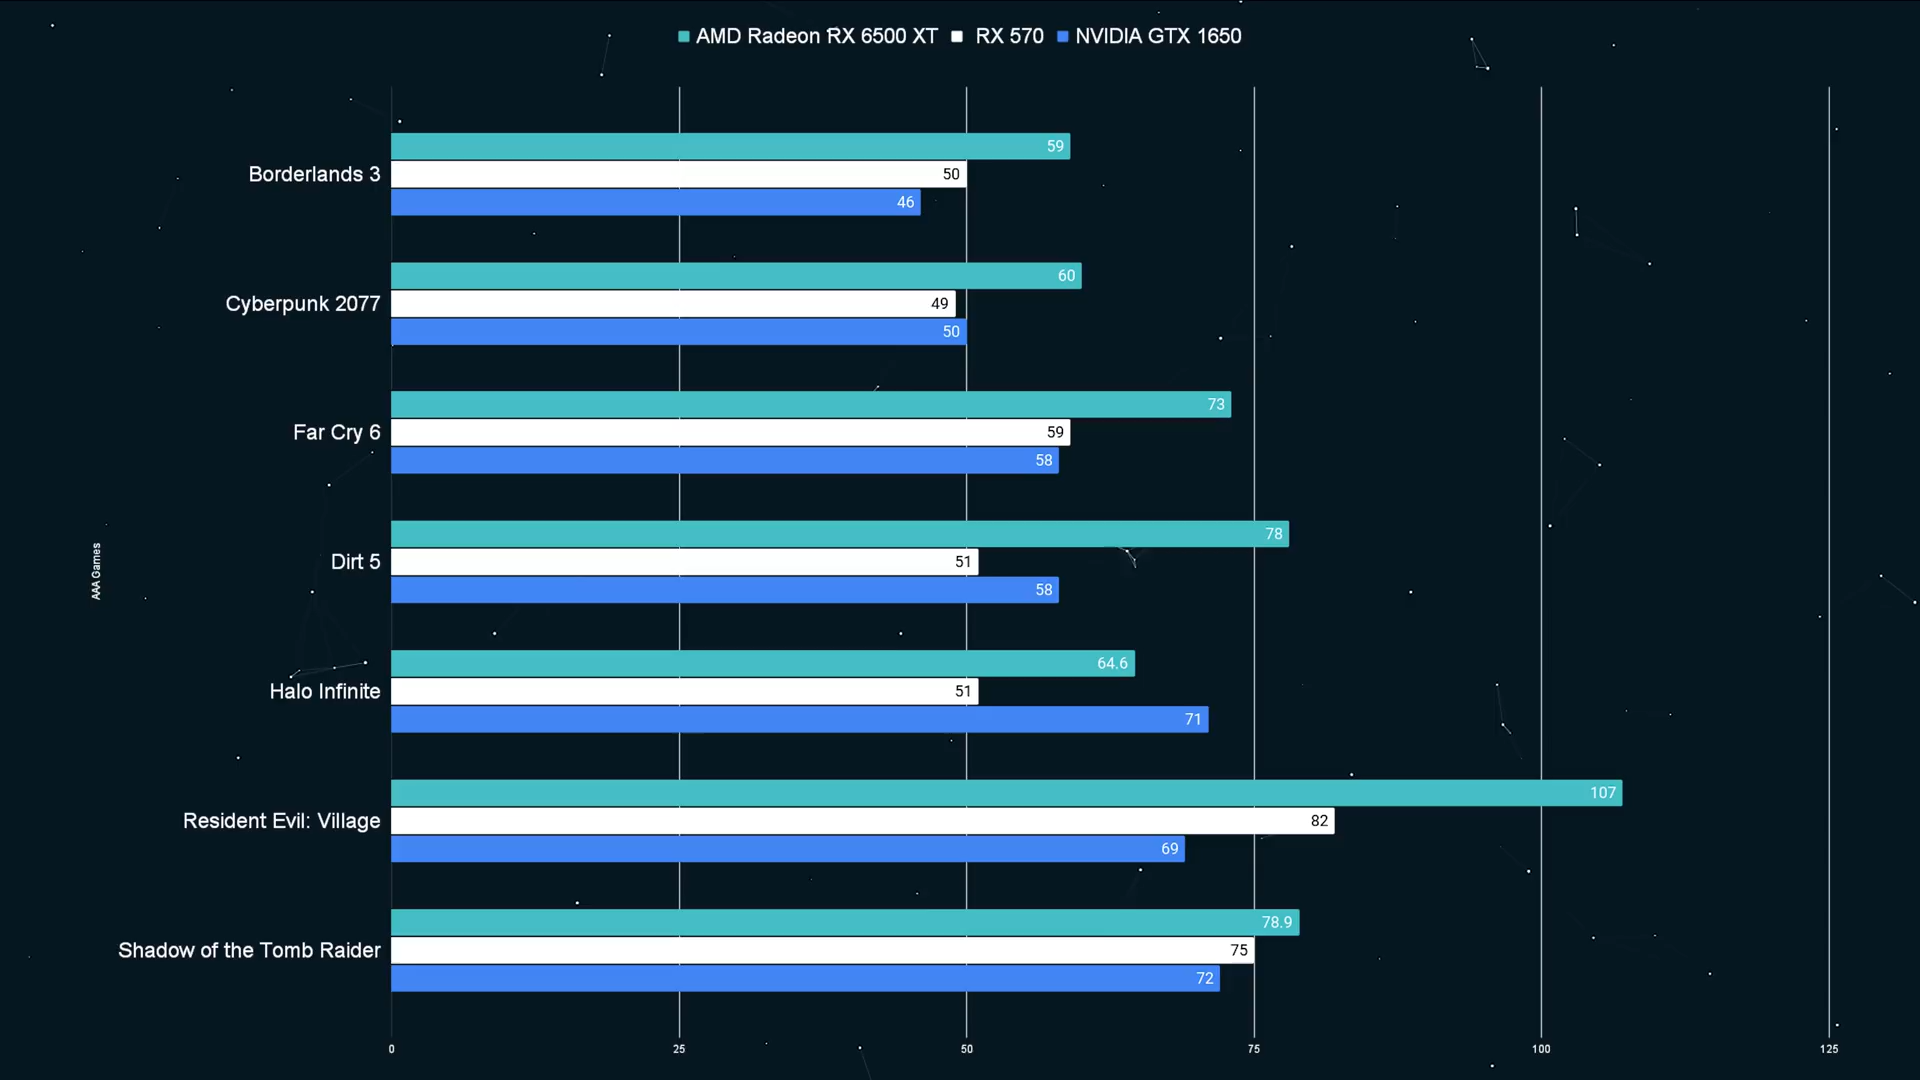 AMD Radeon RX 6500 XT RX 570 NVIDIA GTX 1650
Borderlands 3
59
50
46
Cyberpunk 2077
60
49
50
Far Cry 6
73
59
58
Dirt 5
78
51
58
Halo Infinite
64.6
51
71
Resident Evil: Village
107
82
69
Shadow of the Tomb Raider
78.9
75
72
AAA Games
0 25 50 75 100 125